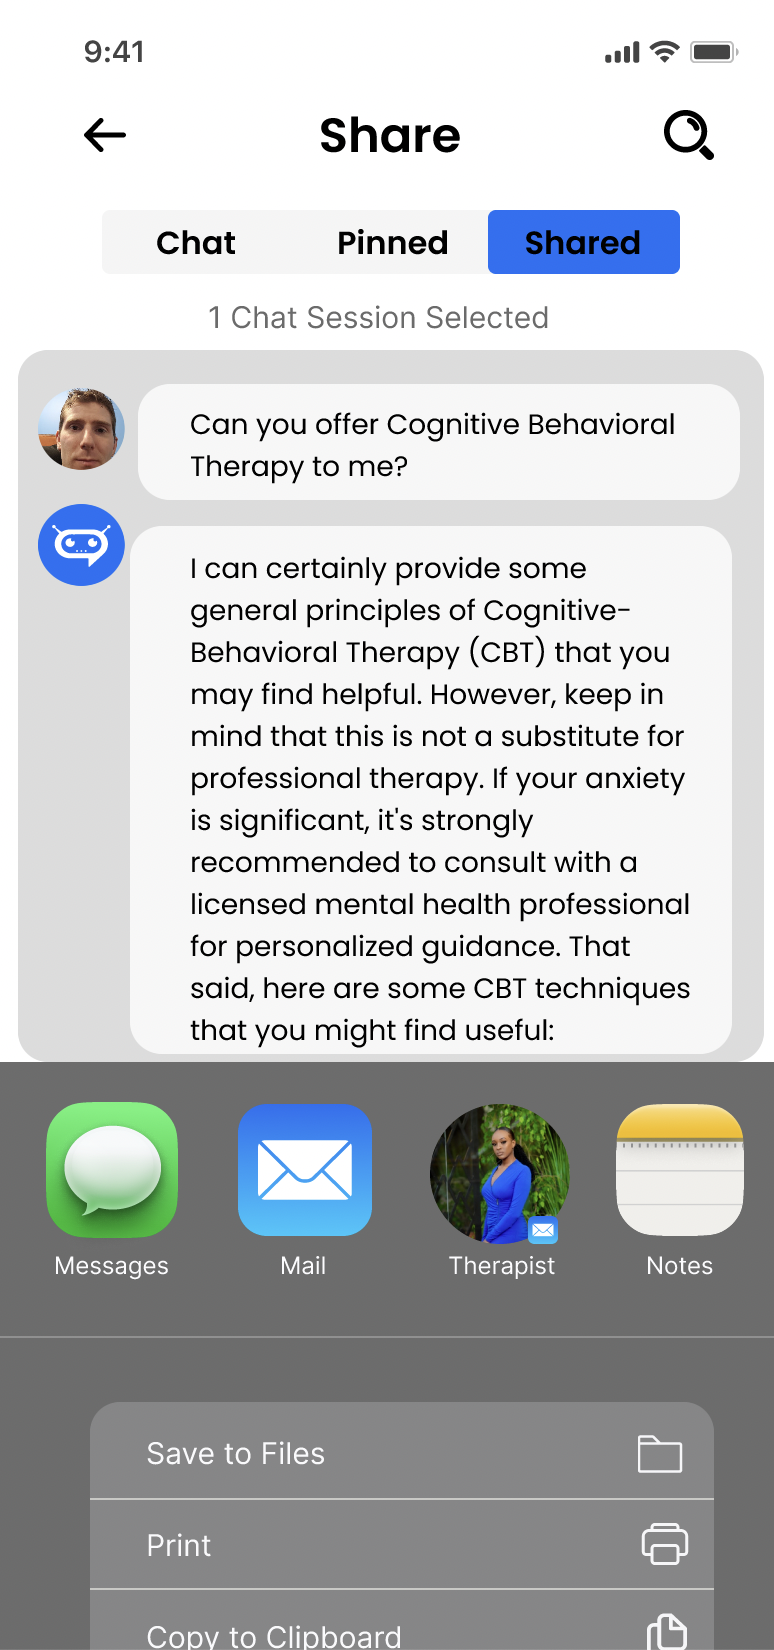 9:41
Share
Chat Pinned Shared
1 Chat Session Selected
Can you offer Cognitive Behavioral
Therapy to me?
I can certainly provide some
general principles of Cognitive-
Behavioral Therapy (CBT) that you
may find helpful. However, keep in
mind that this is not a substitute for
professional therapy. If your anxiety
is significant, it's strongly
recommended to consult with a
licensed mental health professional
for personalized guidance. That
said, here are some CBT techniques
that you might find useful:
Messages Mail Therapist Notes
Save to Files
Print
Copy to Clipboard